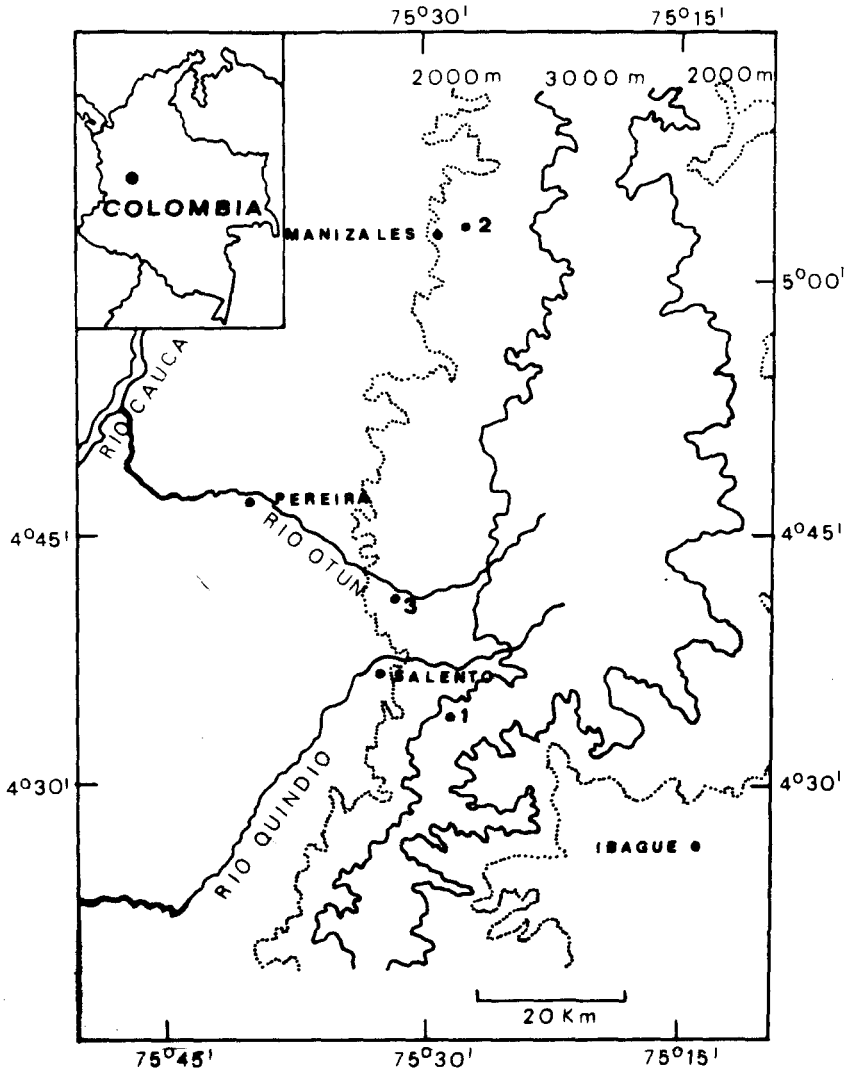 75°30' 75°15'
2000m 3000m 2000m
COLOMBIA
MANIZALES 2
5°00'
RIO CAUCA
PEREIRA
4°45' 4°45'
RIO OTUN
3
SALENTO
1
4°30' 4°30'
RIO QUINDIO
IBAGUE
20 Km
75°45' 75°30' 75°15'